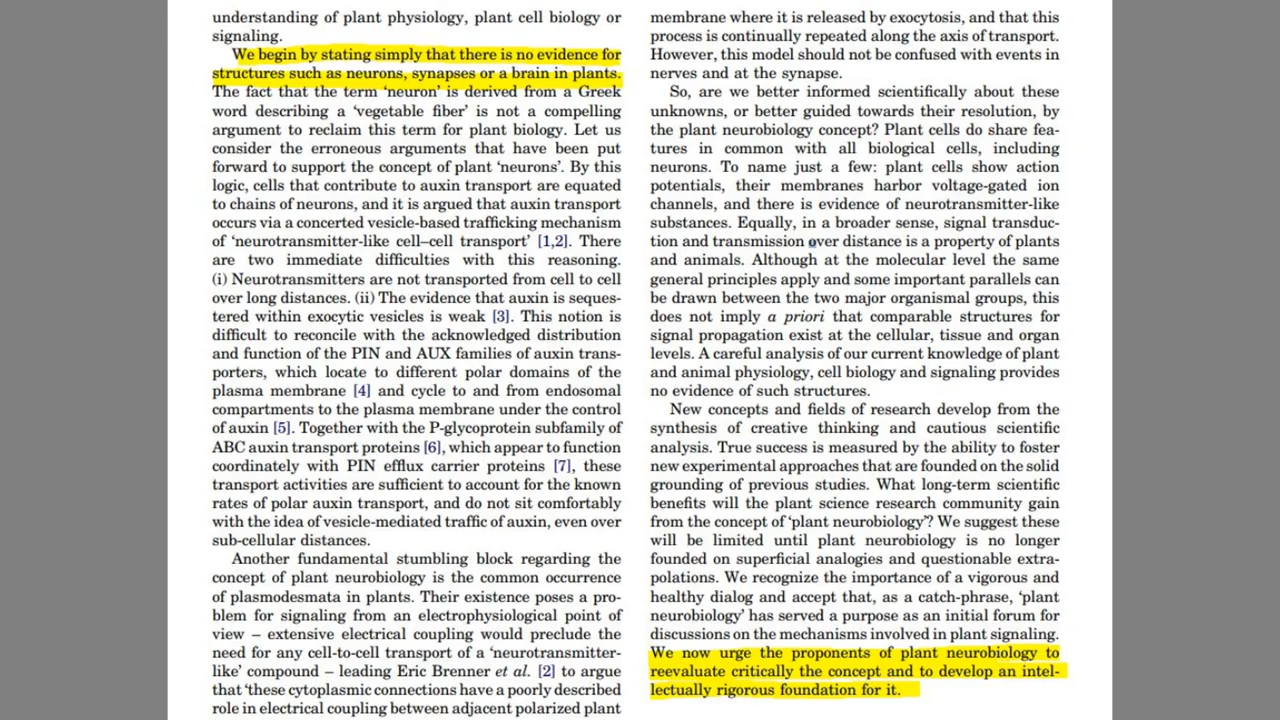 understanding of plant physiology, plant cell biology or
signaling.
We begin by stating simply that there is no evidence for
structures such as neurons, synapses or a brain in plants.
The fact that the term ‘neuron’ is derived from a Greek
word describing a ‘vegetable fiber’ is not a compelling
argument to reclaim this term for plant biology. Let us
consider the erroneous arguments that have been put
forward to support the concept of plant ‘neurons’. By this
logic, cells that contribute to auxin transport are equated
to chains of neurons, and it is argued that auxin transport
occurs via a concerted vesicle-based trafficking mechanism
of ‘neurotransmitter-like cell–cell transport’ [1,2]. There
are two immediate difficulties with this reasoning.
(i) Neurotransmitters are not transported from cell to cell
over long distances. (ii) The evidence that auxin is seques-
tered within exocytic vesicles is weak [3]. This notion is
difficult to reconcile with the acknowledged distribution
and function of the PIN and AUX families of auxin trans-
porters, which locate to different polar domains of the
plasma membrane [4] and cycle to and from endosomal
compartments to the plasma membrane under the control
of auxin [5]. Together with the P-glycoprotein subfamily of
ABC auxin transport proteins [6], which appear to function
coordinately with PIN efflux carrier proteins [7], these
transport activities are sufficient to account for the known
rates of polar auxin transport, and do not sit comfortably
with the idea of vesicle-mediated traffic of auxin, even over
sub-cellular distances.
Another fundamental stumbling block regarding the
concept of plant neurobiology is the common occurrence
of plasmodesmata in plants. Their existence poses a pro-
blem for signaling from an electrophysiological point of
view – extensive electrical coupling would preclude the
need for any cell-to-cell transport of a ‘neurotransmitter-
like’ compound – leading Eric Brenner et al. [2] to argue
that ‘these cytoplasmic connections have a poorly described
role in electrical coupling between adjacent polarized plant
membrane where it is released by exocytosis, and that this
process is continually repeated along the axis of transport.
However, this model should not be confused with events in
nerves and at the synapse.
So, are we better informed scientifically about these
unknowns, or better guided towards their resolution, by
the plant neurobiology concept? Plant cells do share fea-
tures in common with all biological cells, including
neurons. To name just a few: plant cells show action
potentials, their membranes harbor voltage-gated ion
channels, and there is evidence of neurotransmitter-like
substances. Equally, in a broader sense, signal transduc-
tion and transmission over distance is a property of plants
and animals. Although at the molecular level the same
general principles apply and some important parallels can
be drawn between the two major organismal groups, this
does not imply a priori that comparable structures for
signal propagation exist at the cellular, tissue and organ
levels. A careful analysis of our current knowledge of plant
and animal physiology, cell biology and signaling provides
no evidence of such structures.
New concepts and fields of research develop from the
synthesis of creative thinking and cautious scientific
analysis. True success is measured by the ability to foster
new experimental approaches that are founded on the solid
grounding of previous studies. What long-term scientific
benefits will the plant science research community gain
from the concept of ‘plant neurobiology’? We suggest these
will be limited until plant neurobiology is no longer
founded on superficial analogies and questionable extra-
polations. We recognize the importance of a vigorous and
healthy dialog and accept that, as a catch-phrase, ‘plant
neurobiology’ has served a purpose as an initial forum for
discussions on the mechanisms involved in plant signaling.
We now urge the proponents of plant neurobiology to
reevaluate critically the concept and to develop an intel-
lectually rigorous foundation for it.